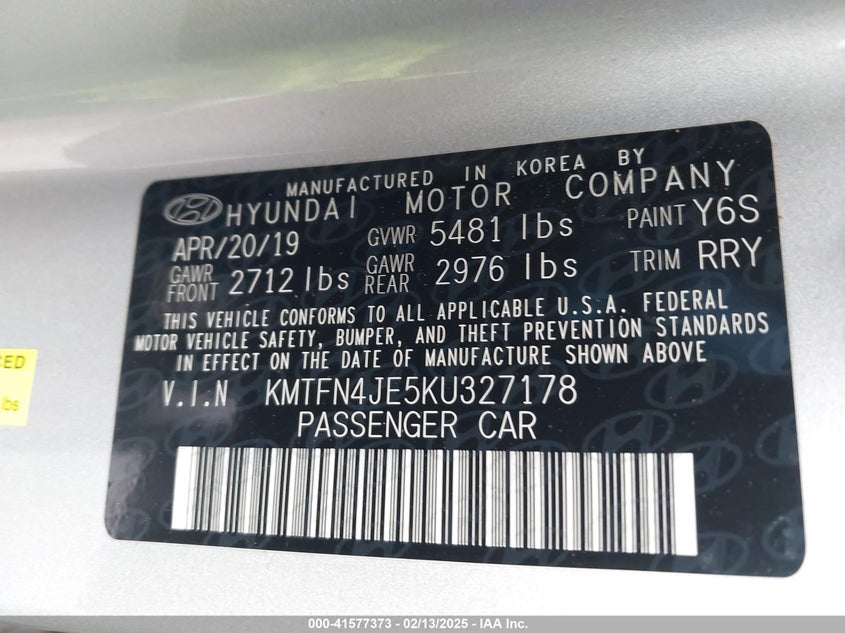 MANUFACTURED IN KOREA BY
HYUNDAI MOTOR COMPANY
APR/20/19 GVWR 5481 lbs PAINT Y6S
GAWR FRONT 2712 lbs GAWR REAR 2976 lbs TRIM RRY
THIS VEHICLE CONFORMS TO ALL APPLICABLE U.S.A. FEDERAL
MOTOR VEHICLE SAFETY, BUMPER, AND THEFT PREVENTION STANDARDS
IN EFFECT ON THE DATE OF MANUFACTURE SHOWN ABOVE
V.I.N KMTFN4JE5KU327178
PASSENGER CAR
CED
lbs
000-41577373 - 02/13/2025 - IAA Inc.